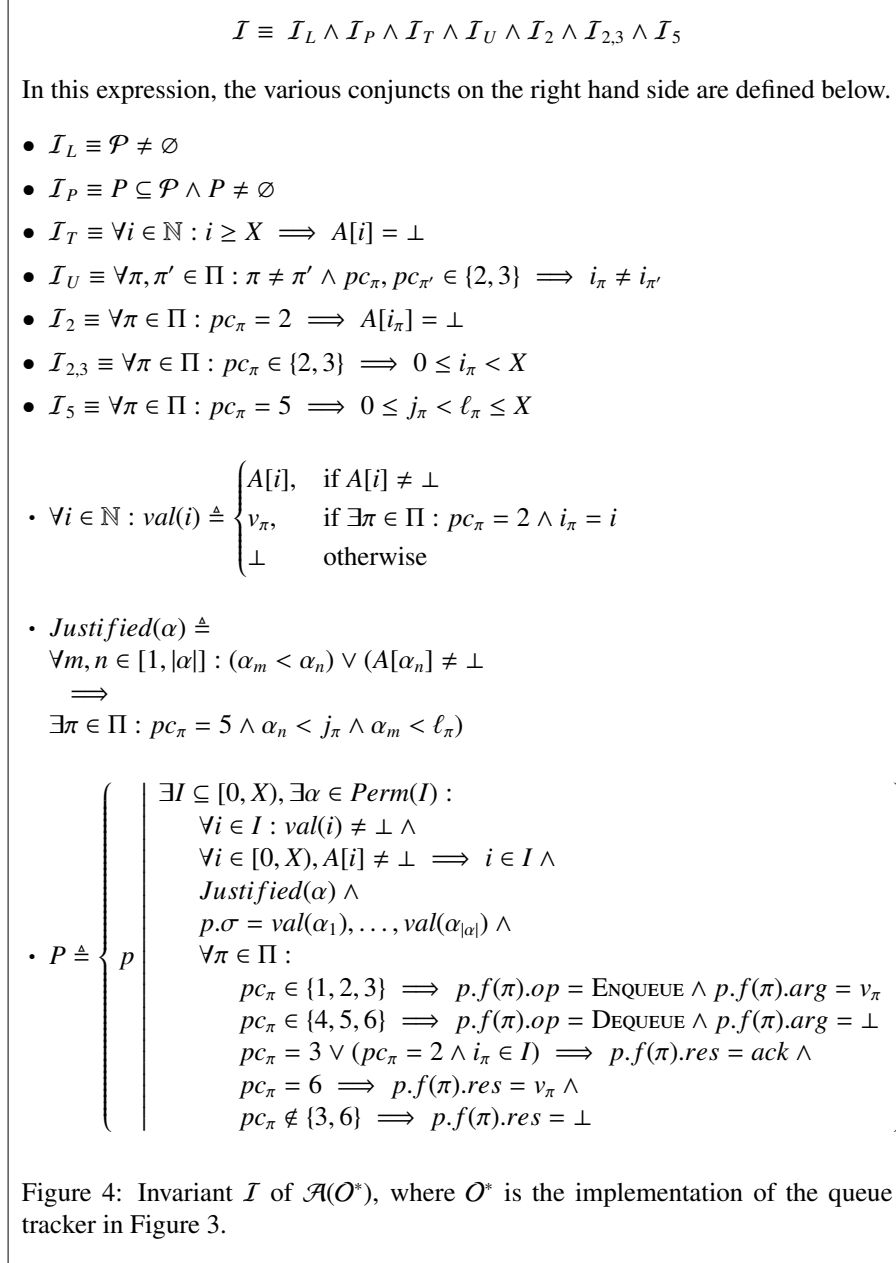 𝓘 ≡ 𝓘_L ∧ 𝓘_P ∧ 𝓘_T ∧ 𝓘_U ∧ 𝓘_2 ∧ 𝓘_{2,3} ∧ 𝓘_5
In this expression, the various conjuncts on the right hand side are defined below.
• 𝓘_L ≡ 𝒫 ≠ ∅
• 𝓘_P ≡ P ⊆ 𝒫 ∧ P ≠ ∅
• 𝓘_T ≡ ∀i ∈ ℕ : i ≥ X ⟹ A[i] = ⊥
• 𝓘_U ≡ ∀π, π′ ∈ Π : π ≠ π′ ∧ pc_π, pc_{π′} ∈ {2, 3} ⟹ i_π ≠ i_{π′}
• 𝓘_2 ≡ ∀π ∈ Π : pc_π = 2 ⟹ A[i_π] = ⊥
• 𝓘_{2,3} ≡ ∀π ∈ Π : pc_π ∈ {2, 3} ⟹ 0 ≤ i_π < X
• 𝓘_5 ≡ ∀π ∈ Π : pc_π = 5 ⟹ 0 ≤ j_π < ℓ_π ≤ X
A[i], if A[i] ≠ ⊥
• ∀i ∈ ℕ : val(i) ≜ { v_π, if ∃π ∈ Π : pc_π = 2 ∧ i_π = i
⊥ otherwise
• Justified(α) ≜
∀m, n ∈ [1, |α|] : (α_m < α_n) ∨ (A[α_n] ≠ ⊥
⟹
∃π ∈ Π : pc_π = 5 ∧ α_n < j_π ∧ α_m < ℓ_π)
∃I ⊆ [0, X), ∃α ∈ Perm(I) :
∀i ∈ I : val(i) ≠ ⊥ ∧
∀i ∈ [0, X), A[i] ≠ ⊥ ⟹ i ∈ I ∧
Justified(α) ∧
p.σ = val(α_1), . . . , val(α_{|α|}) ∧
• P ≜ { p | ∀π ∈ Π :
pc_π ∈ {1, 2, 3} ⟹ p.f(π).op = ENQUEUE ∧ p.f(π).arg = v_π
pc_π ∈ {4, 5, 6} ⟹ p.f(π).op = DEQUEUE ∧ p.f(π).arg = ⊥
pc_π = 3 ∨ (pc_π = 2 ∧ i_π ∈ I) ⟹ p.f(π).res = ack ∧
pc_π = 6 ⟹ p.f(π).res = v_π ∧
pc_π ∉ {3, 6} ⟹ p.f(π).res = ⊥
Figure 4: Invariant 𝓘 of 𝒜(𝒪*), where 𝒪* is the implementation of the queue
tracker in Figure 3.